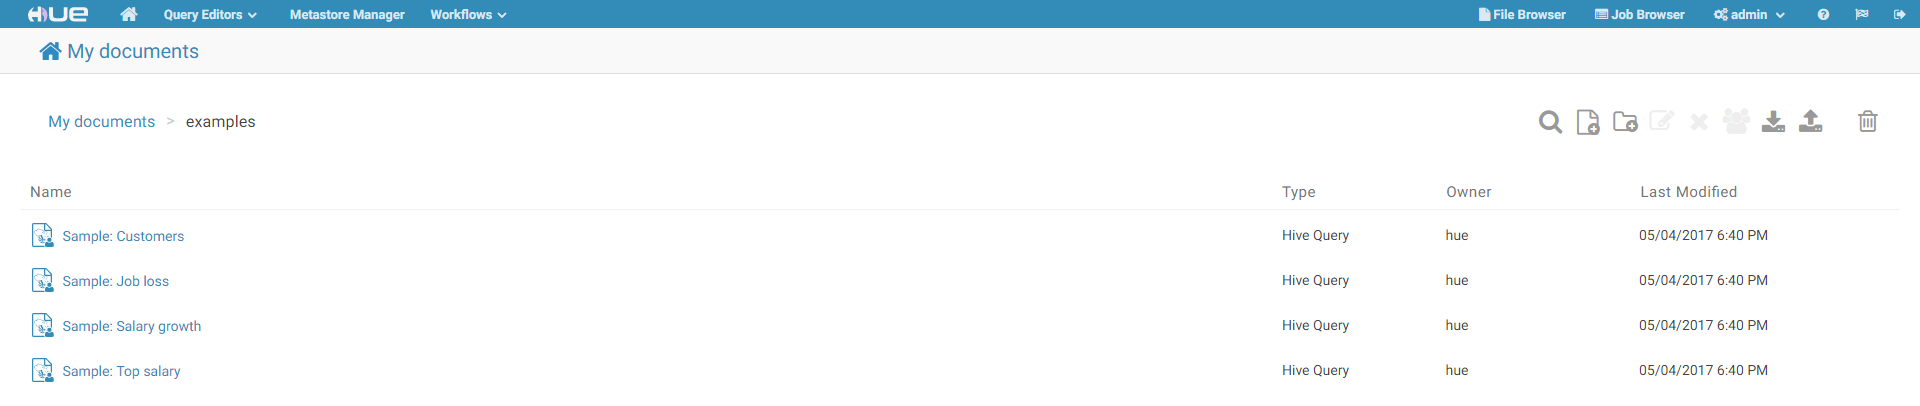 HUE Query Editors Metastore Manager Workflows File Browser Job Browser admin
My documents
My documents > examples
Name Type Owner Last Modified
Sample: Customers Hive Query hue 05/04/2017 6:40 PM
Sample: Job loss Hive Query hue 05/04/2017 6:40 PM
Sample: Salary growth Hive Query hue 05/04/2017 6:40 PM
Sample: Top salary Hive Query hue 05/04/2017 6:40 PM